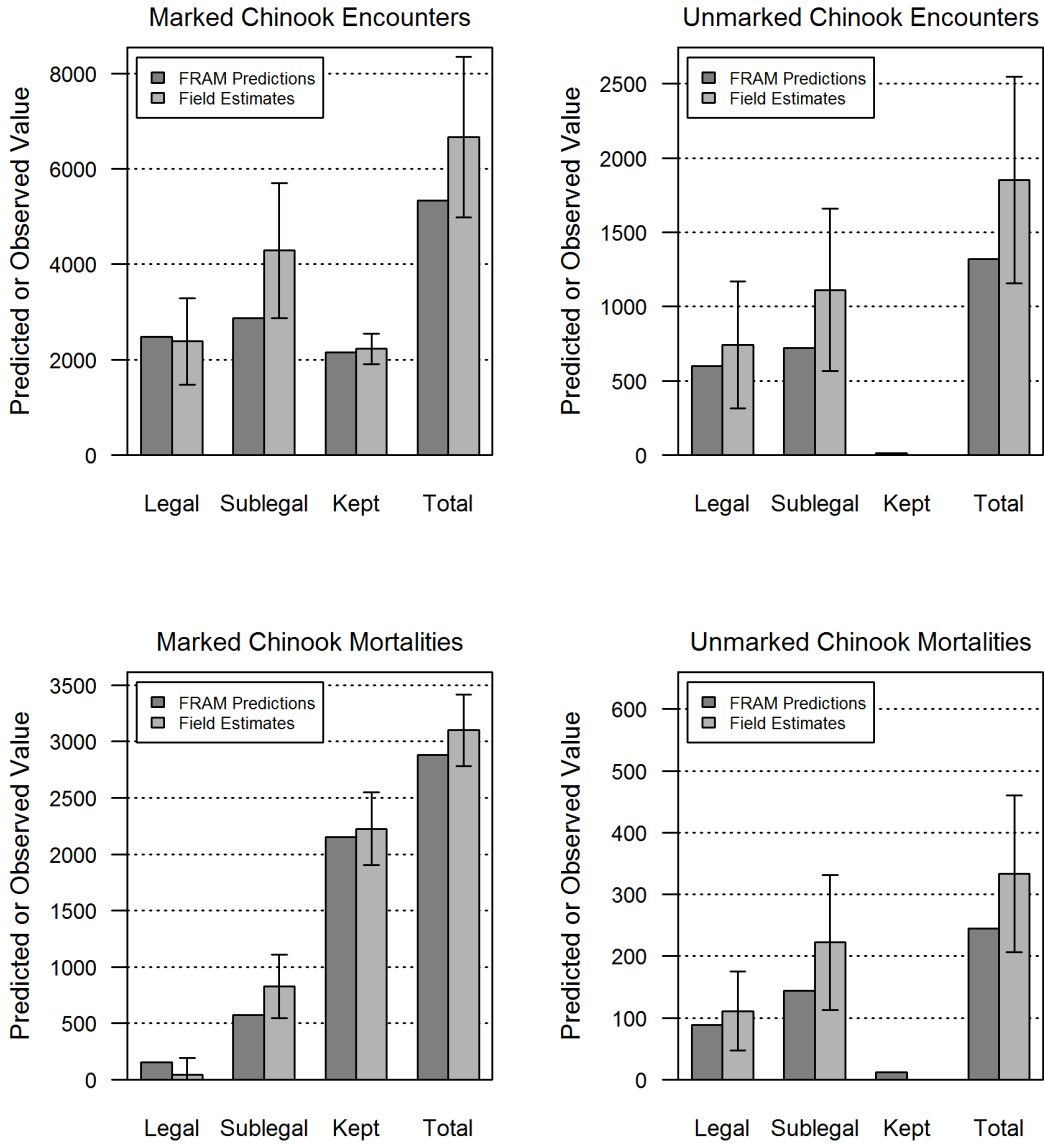 Marked Chinook Encounters
Predicted or Observed Value
8000
6000
4000
2000
0
FRAM Predictions
Field Estimates
Legal Sublegal Kept Total
Unmarked Chinook Encounters
Predicted or Observed Value
2500
2000
1500
1000
500
0
FRAM Predictions
Field Estimates
Legal Sublegal Kept Total
Marked Chinook Mortalities
Predicted or Observed Value
3500
3000
2500
2000
1500
1000
500
0
FRAM Predictions
Field Estimates
Legal Sublegal Kept Total
Unmarked Chinook Mortalities
Predicted or Observed Value
600
500
400
300
200
100
0
FRAM Predictions
Field Estimates
Legal Sublegal Kept Total